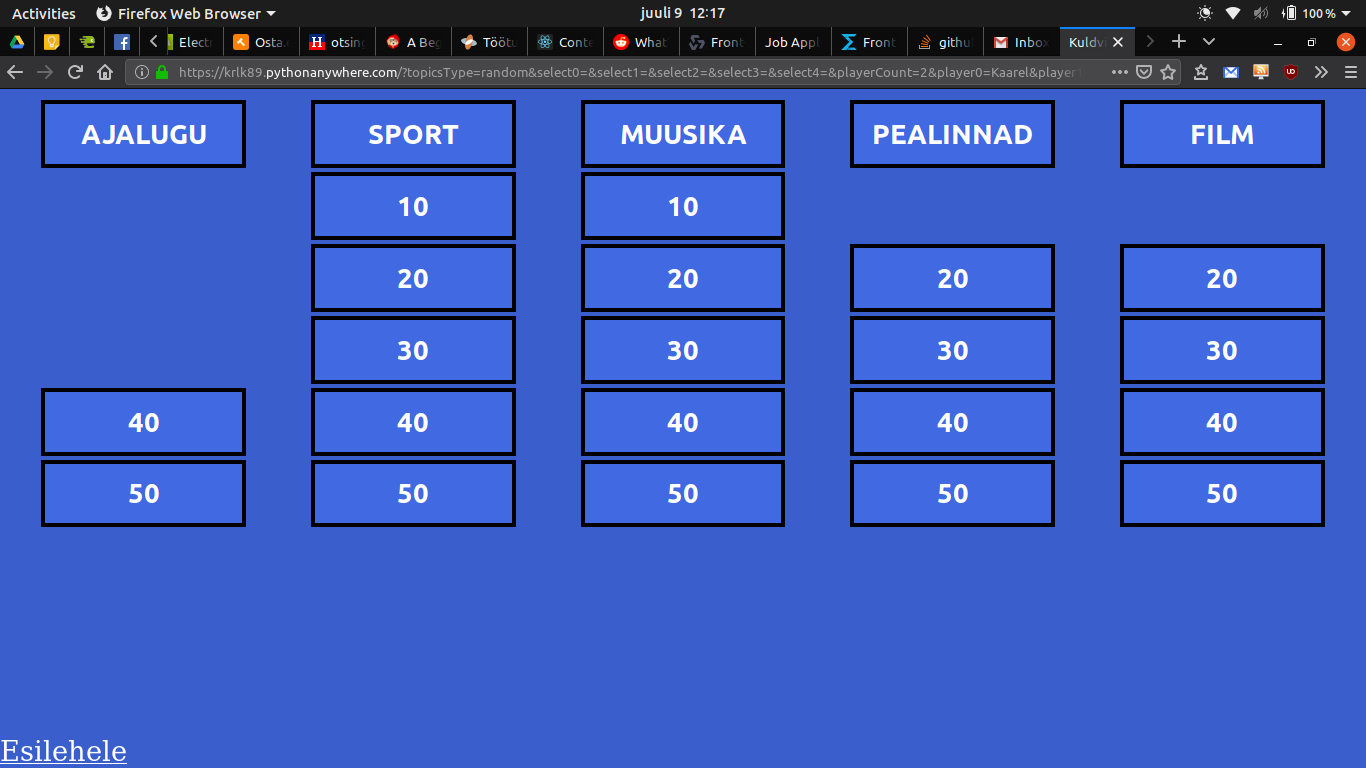 Activities Firefox Web Browser juuli 9 12:17 100 %
Electr Osta. otsing A Beg Töötu Conte What Front Job Appl Front githu Inbox Kuldvi
https://krlk89.pythonanywhere.com/?topicsType=random&select0=&select1=&select2=&select3=&select4=&playerCount=2&player0=Kaarel&player
AJALUGU SPORT MUUSIKA PEALINNAD FILM
10 10
20 20 20 20
30 30 30 30
40 40 40 40 40
50 50 50 50 50
Esilehele